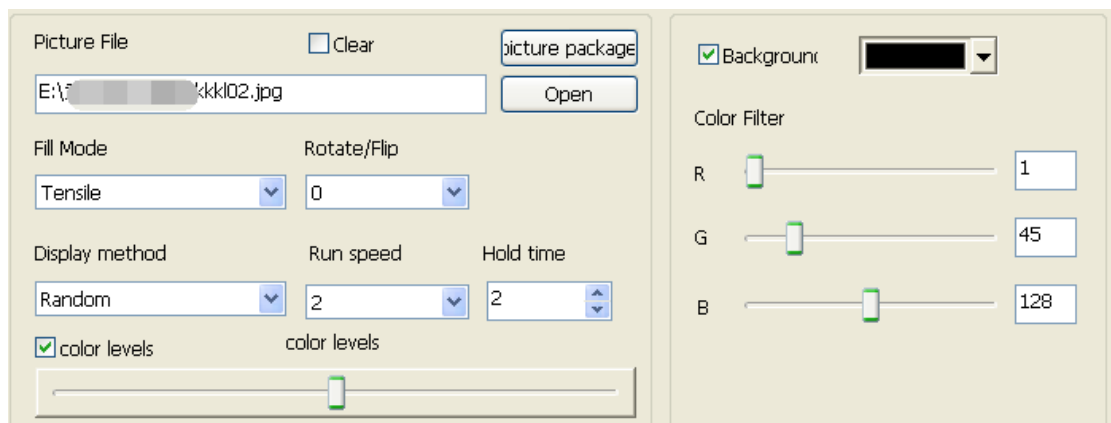 Picture File
Clear
picture package
E:\
kkkl02.jpg
Open
Fill Mode
Rotate/Flip
Tensile
0
Display method
Run speed
Hold time
Random
2
2
color levels
color levels
Background
Color Filter
R
1
G
45
B
128